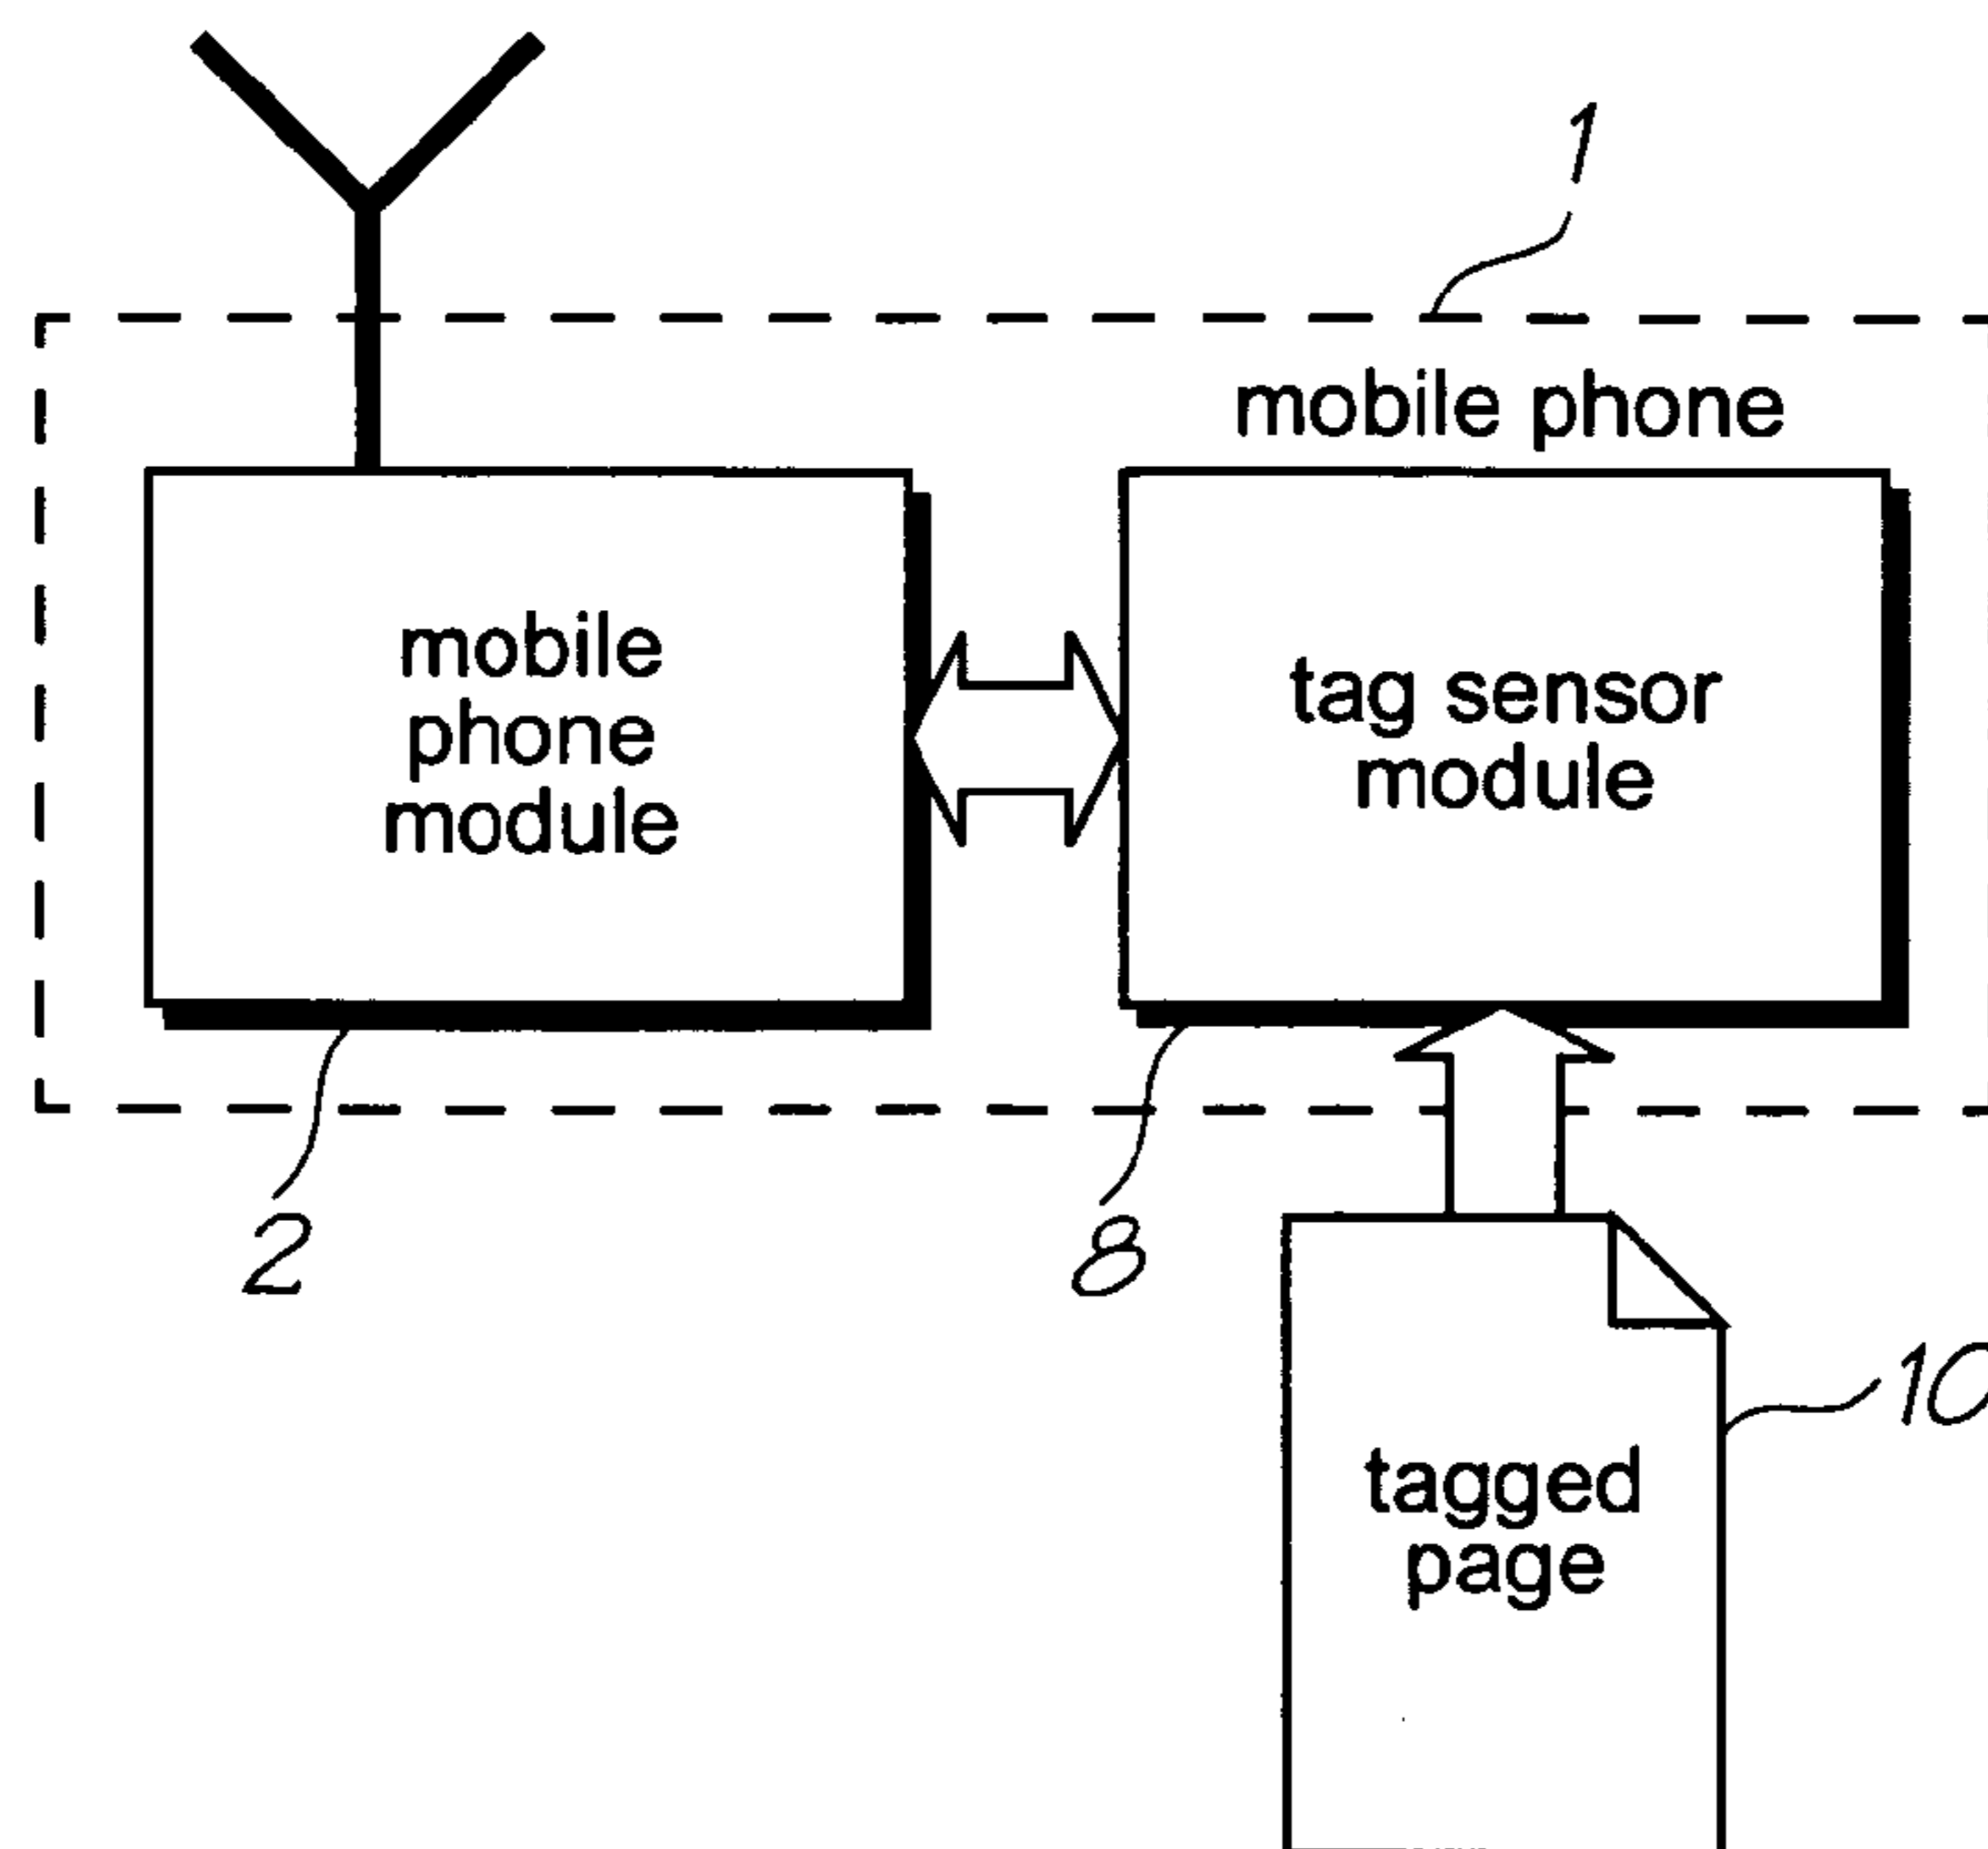 1
mobile phone
mobile
phone
module
tag sensor
module
2
8
10
tagged
page